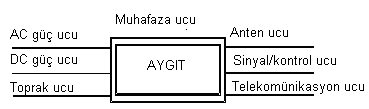 Muhafaza ucu
AC güç ucu
Anten ucu
DC güç ucu
AYGIT
Sinyal/kontrol ucu
Toprak ucu
Telekomünikasyon ucu